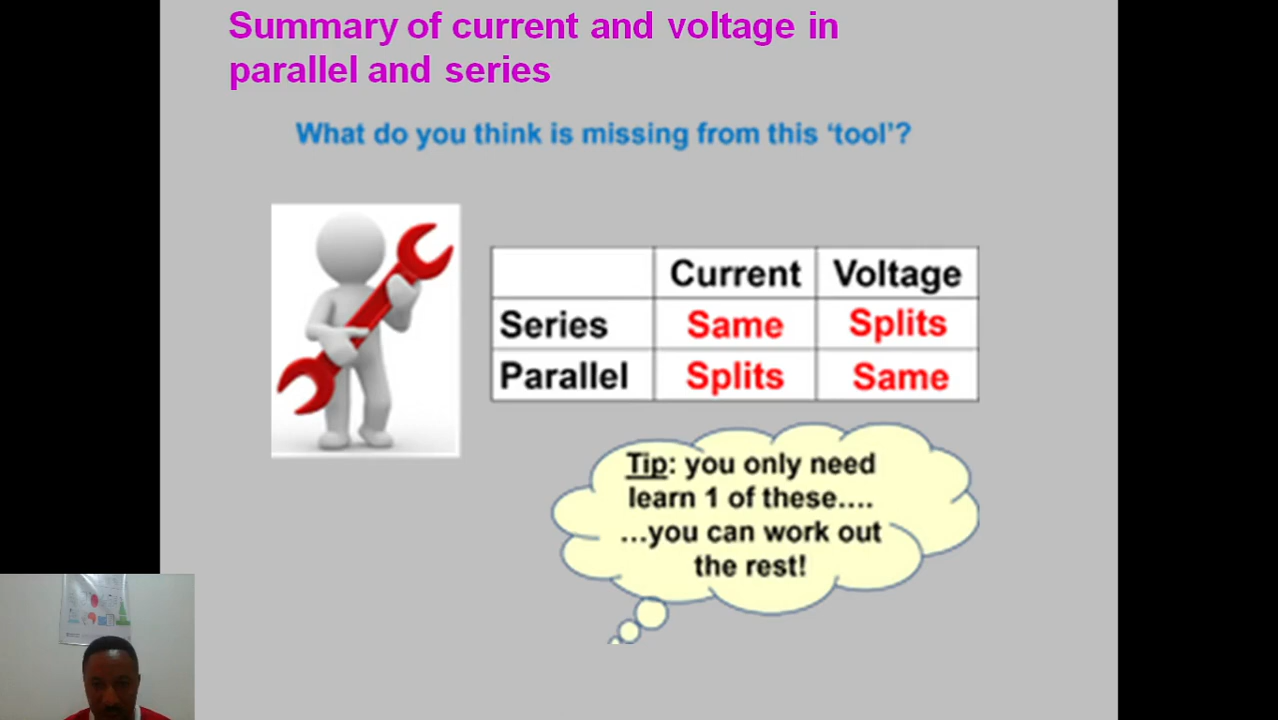 Summary of current and voltage in
parallel and series
What do you think is missing from this ‘tool’?
Current Voltage
Series Same Splits
Parallel Splits Same
Tip: you only need
learn 1 of these....
...you can work out
the rest!